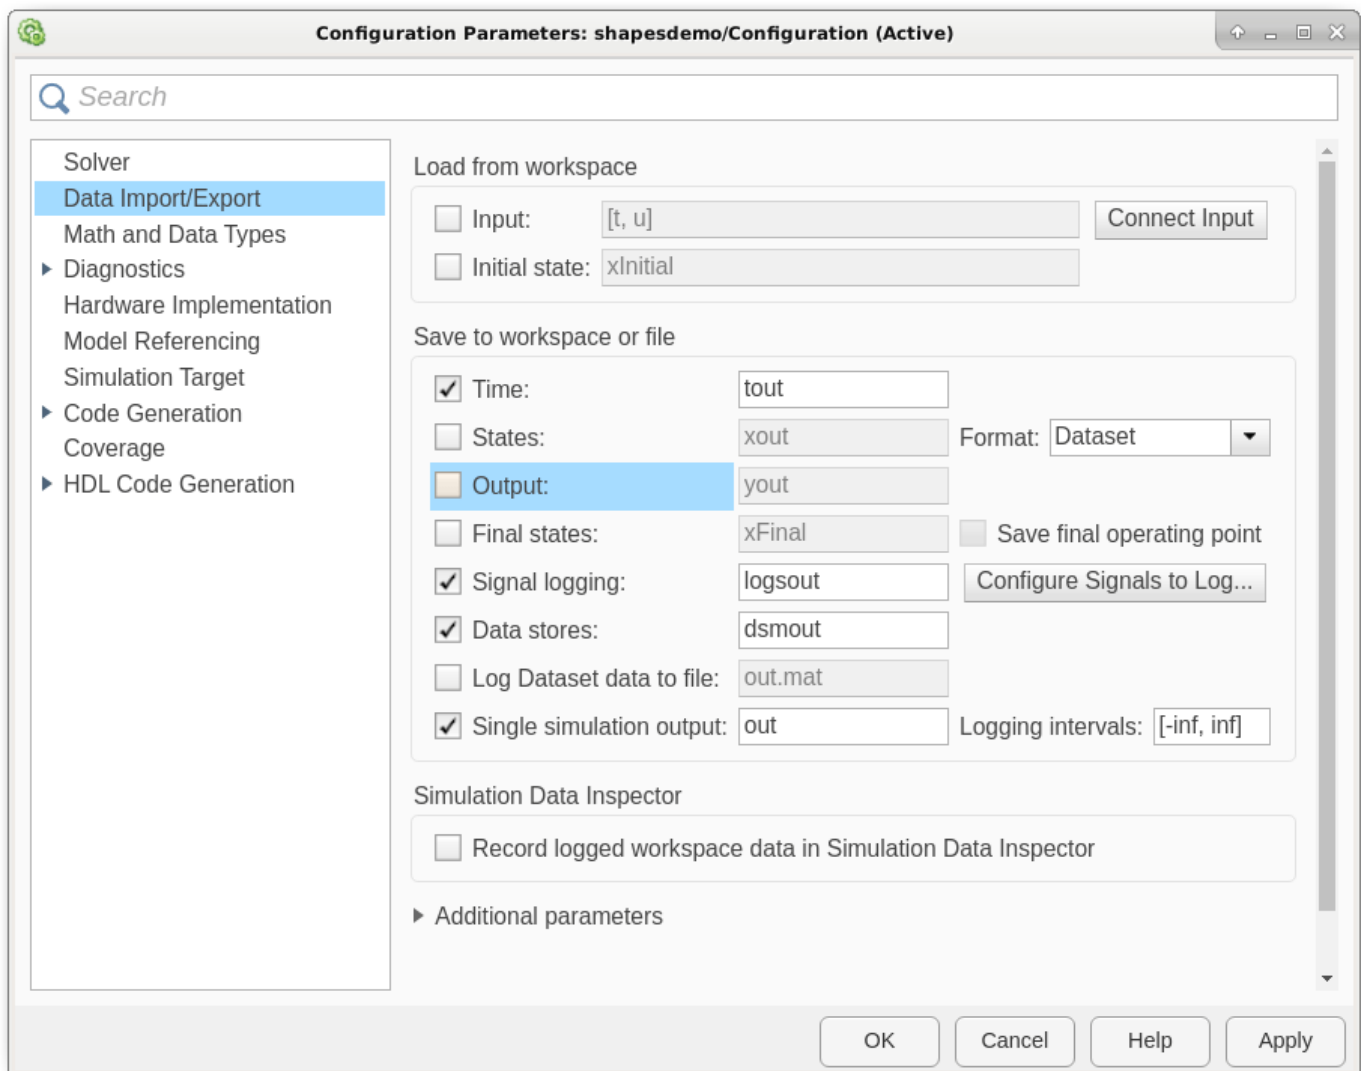 Configuration Parameters: shapesdemo/Configuration (Active)
Search
Solver
Data Import/Export
Math and Data Types
Diagnostics
Hardware Implementation
Model Referencing
Simulation Target
Code Generation
Coverage
HDL Code Generation
Load from workspace
Input: [t, u] Connect Input
Initial state: xInitial
Save to workspace or file
Time: tout
States: xout Format: Dataset
Output: yout
Final states: xFinal Save final operating point
Signal logging: logsout Configure Signals to Log...
Data stores: dsmout
Log Dataset data to file: out.mat
Single simulation output: out Logging intervals: [-inf, inf]
Simulation Data Inspector
Record logged workspace data in Simulation Data Inspector
Additional parameters
OK Cancel Help Apply